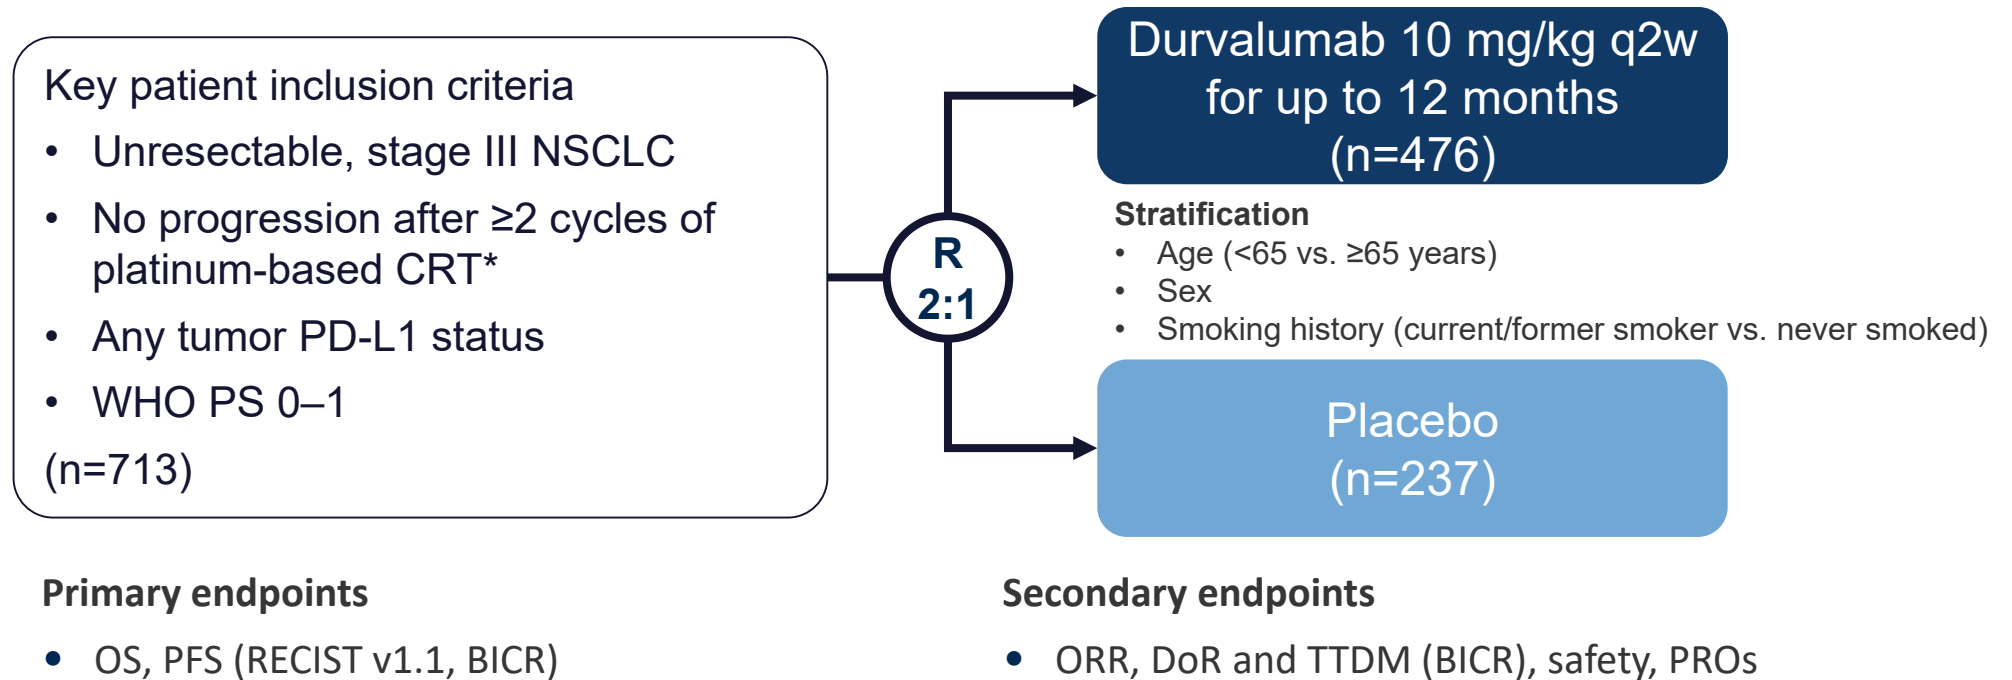 Key patient inclusion criteria
• Unresectable, stage III NSCLC
• No progression after ≥2 cycles of
platinum-based CRT*
• Any tumor PD-L1 status
• WHO PS 0–1
(n=713)
R
2:1
Durvalumab 10 mg/kg q2w
for up to 12 months
(n=476)
Stratification
• Age (<65 vs. ≥65 years)
• Sex
• Smoking history (current/former smoker vs. never smoked)
Placebo
(n=237)
Primary endpoints
• OS, PFS (RECIST v1.1, BICR)
Secondary endpoints
• ORR, DoR and TTDM (BICR), safety, PROs